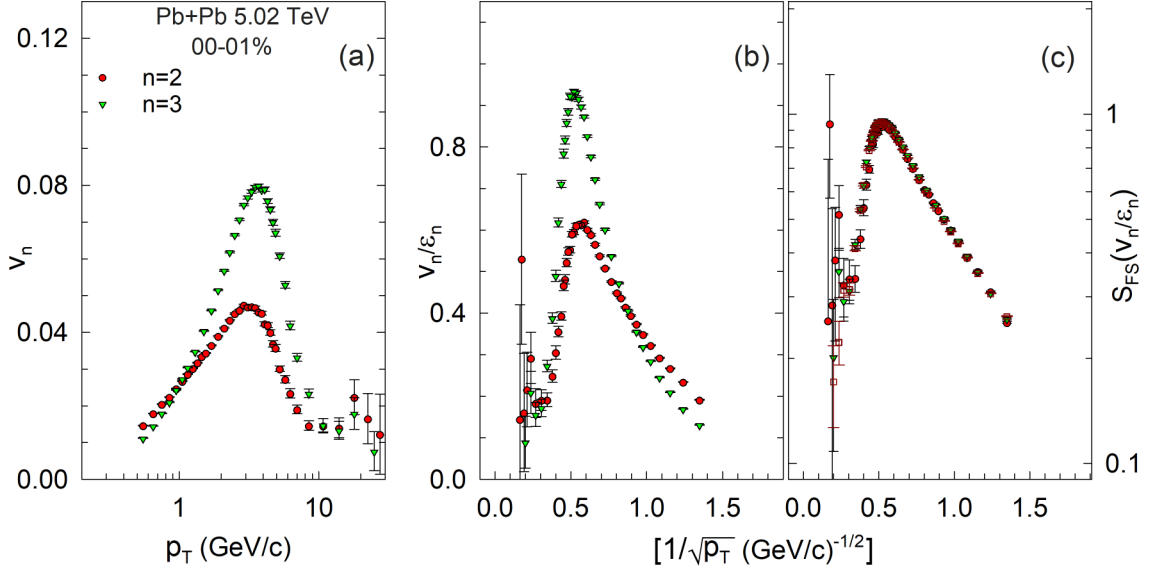 Pb+Pb 5.02 TeV
00-01%
(a)
n=2
n=3
0.12
0.08
0.04
0.00
v_n
1
10
p_T (GeV/c)
(b)
0.8
0.4
0.0
v_n/ε_n
0.0 0.5 1.0 1.5
(c)
0.0 0.5 1.0 1.5
[1/√p_T (GeV/c)^{-1/2}]
1
0.1
S_FS(v_n/ε_n)